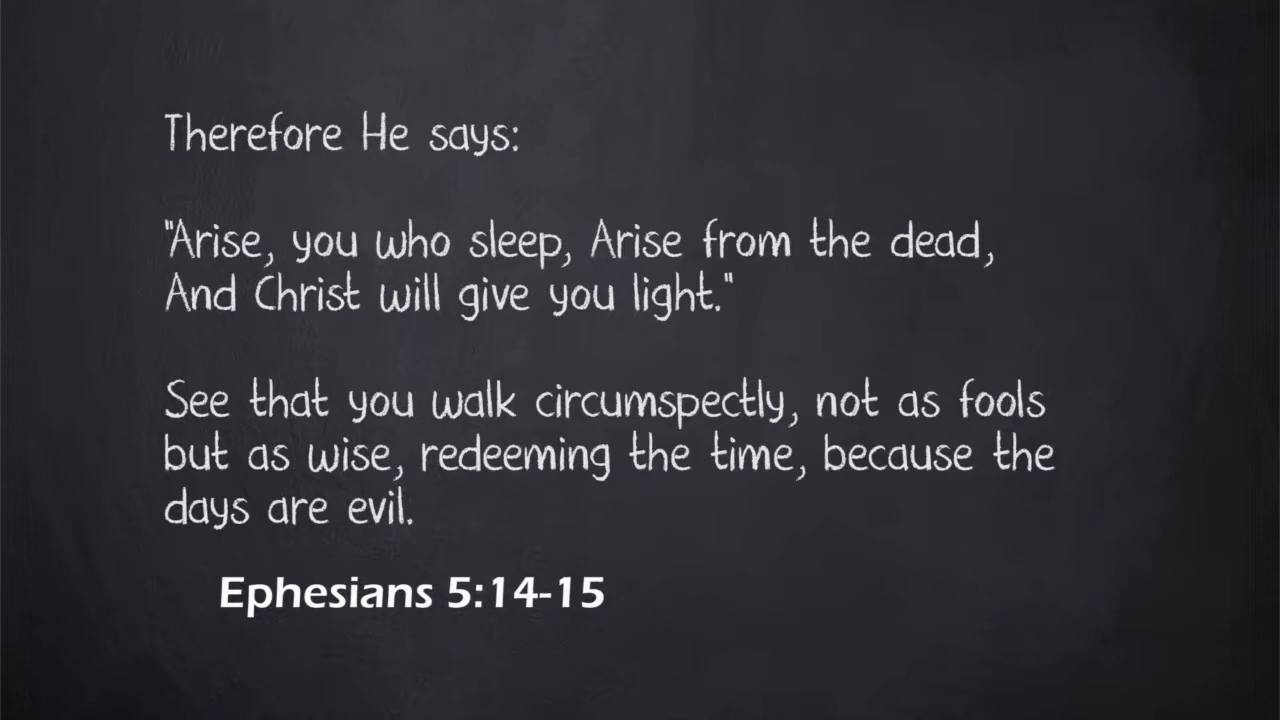 Therefore He says:
"Arise, you who sleep, Arise from the dead,
And Christ will give you light."
See that you walk circumspectly, not as fools
but as wise, redeeming the time, because the
days are evil.
Ephesians 5:14-15